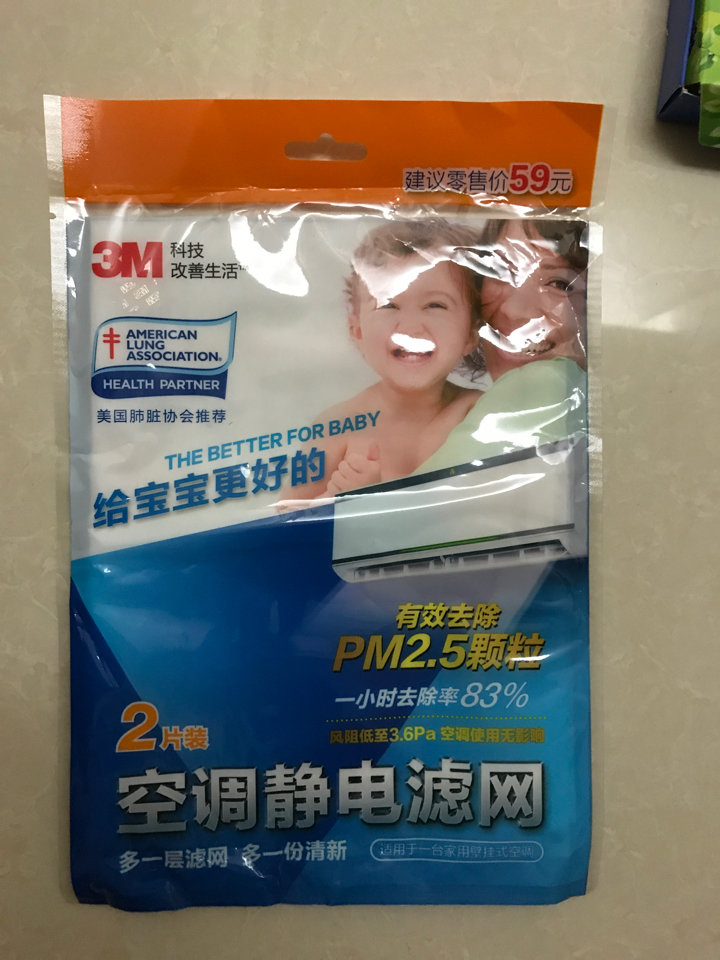 建议零售价59元
3M 科技
改善生活™
AMERICAN
LUNG
ASSOCIATION®
HEALTH PARTNER
美国肺脏协会推荐
THE BETTER FOR BABY
给宝宝更好的
有效去除
PM2.5颗粒
一小时去除率83%
风阻低至3.6Pa 空调使用无影响
2片装
空调静电滤网
多一层滤网 多一份清新
适用于一台家用壁挂式空调